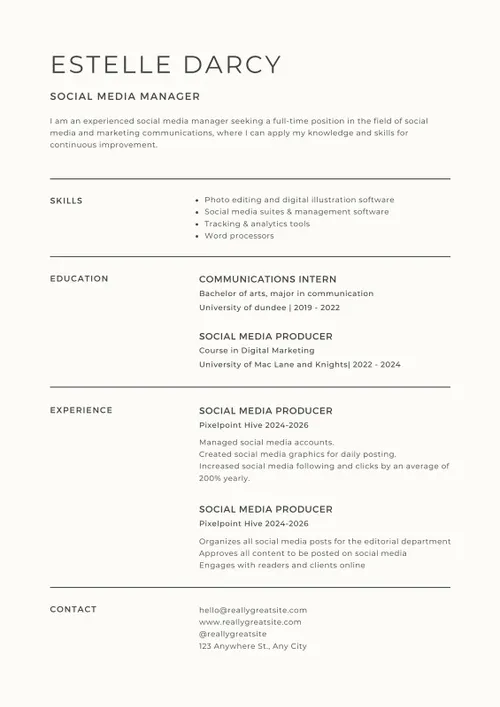 ESTELLE DARCY
SOCIAL MEDIA MANAGER
I am an experienced social media manager seeking a full-time position in the field of social
media and marketing communications, where I can apply my knowledge and skills for
continuous improvement.
SKILLS
• Photo editing and digital illustration software
• Social media suites & management software
• Tracking & analytics tools
• Word processors
EDUCATION
COMMUNICATIONS INTERN
Bachelor of arts, major in communication
University of dundee | 2019 - 2022
SOCIAL MEDIA PRODUCER
Course in Digital Marketing
University of Mac Lane and Knights| 2022 - 2024
EXPERIENCE
SOCIAL MEDIA PRODUCER
Pixelpoint Hive 2024-2026
Managed social media accounts.
Created social media graphics for daily posting.
Increased social media following and clicks by an average of
200% yearly.
SOCIAL MEDIA PRODUCER
Pixelpoint Hive 2024-2026
Organizes all social media posts for the editorial department
Approves all content to be posted on social media
Engages with readers and clients online
CONTACT
hello@reallygreatsite.com
www.reallygreatsite.com
@reallygreatsite
123 Anywhere St., Any City